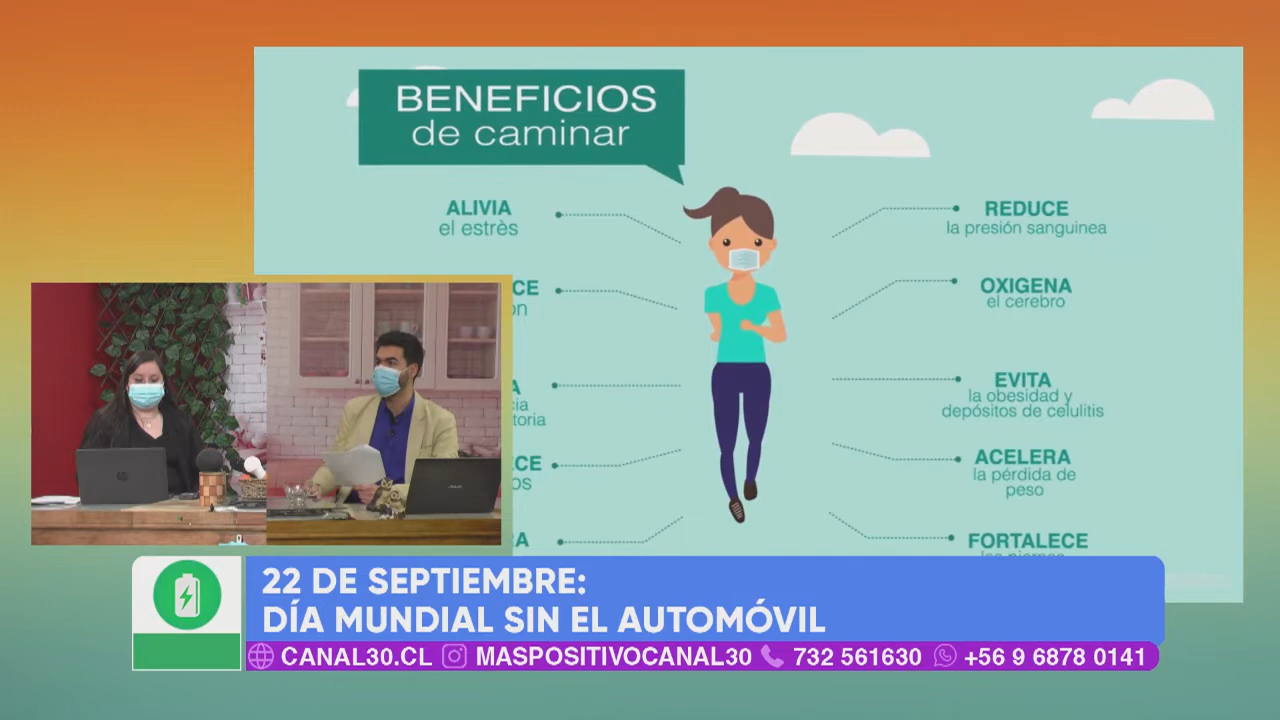 BENEFICIOS
de caminar
ALIVIA
el estrès
REDUCE
la presión sanguinea
OXIGENA
el cerebro
EVITA
la obesidad y
depósitos de celulitis
ACELERA
la pérdida de
peso
FORTALECE
22 DE SEPTIEMBRE:
DÍA MUNDIAL SIN EL AUTOMÓVIL
CANAL30.CL MASPOSITIVOCANAL30 732 561630 +56 9 6878 0141